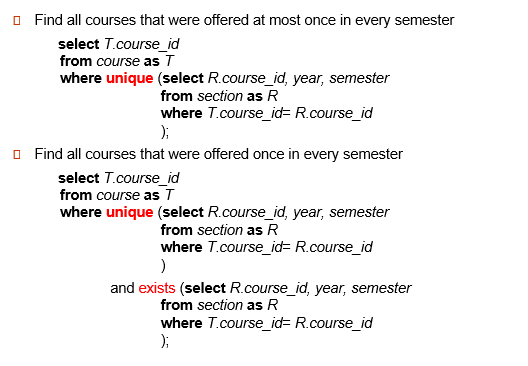 Find all courses that were offered at most once in every semester
select T.course_id
from course as T
where unique (select R.course_id, year, semester
from section as R
where T.course_id= R.course_id
);
Find all courses that were offered once in every semester
select T.course_id
from course as T
where unique (select R.course_id, year, semester
from section as R
where T.course_id= R.course_id
)
and exists (select R.course_id, year, semester
from section as R
where T.course_id= R.course_id
);